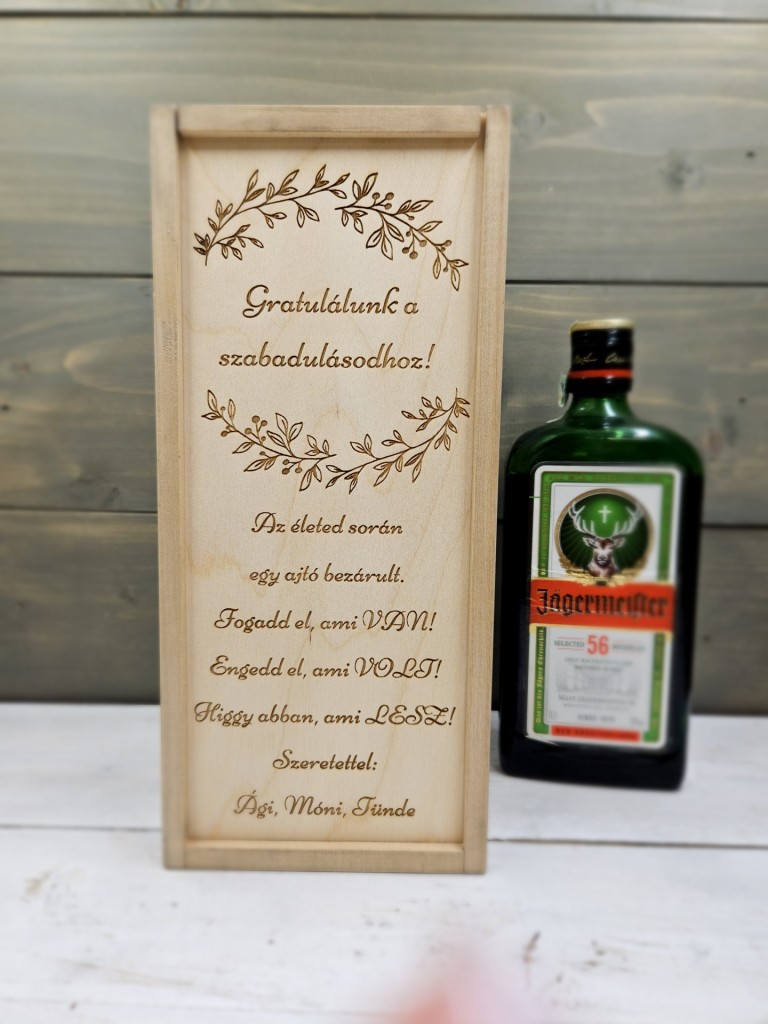 Gratulálunk a
szabadulásodhoz!
Az életed során
egy ajtó bezárult.
Fogadd el, ami VAN!
Engedd el, ami VOLT!
Higgy abban, ami LESZ!
Szeretettel:
Ági, Móni, Tünde
Jägermeister
SELECTED 56